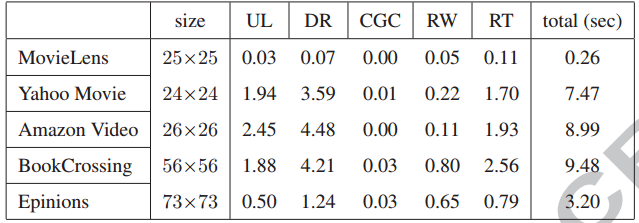 size UL DR CGC RW RT total (sec)
MovieLens 25×25 0.03 0.07 0.00 0.05 0.11 0.26
Yahoo Movie 24×24 1.94 3.59 0.01 0.22 1.70 7.47
Amazon Video 26×26 2.45 4.48 0.00 0.11 1.93 8.99
BookCrossing 56×56 1.88 4.21 0.03 0.80 2.56 9.48
Epinions 73×73 0.50 1.24 0.03 0.65 0.79 3.20